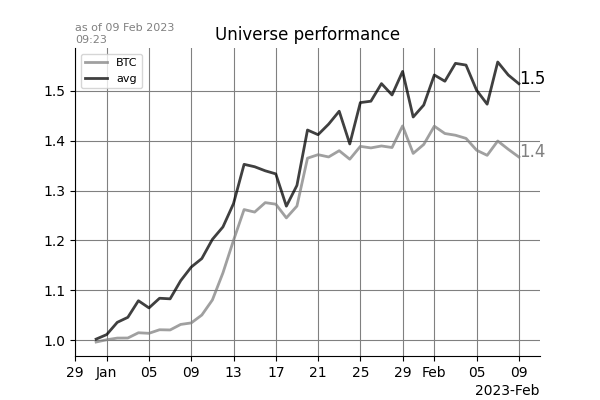 as of 09 Feb 2023
09:23
Universe performance
BTC
avg
1.5
1.4
1.5
1.4
1.3
1.2
1.1
1.0
29 Jan 05 09 13 17 21 25 29 Feb 05 09
2023-Feb